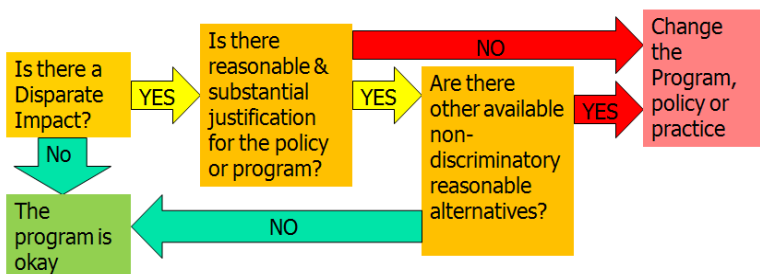 Is there a
Disparate
Impact?
YES
Is there
reasonable &
substantial
justification
for the policy
or program?
NO
YES
Are there
other available
non-
discriminatory
reasonable
alternatives?
YES
Change
the
Program,
policy or
practice
No
NO
The
program is
okay